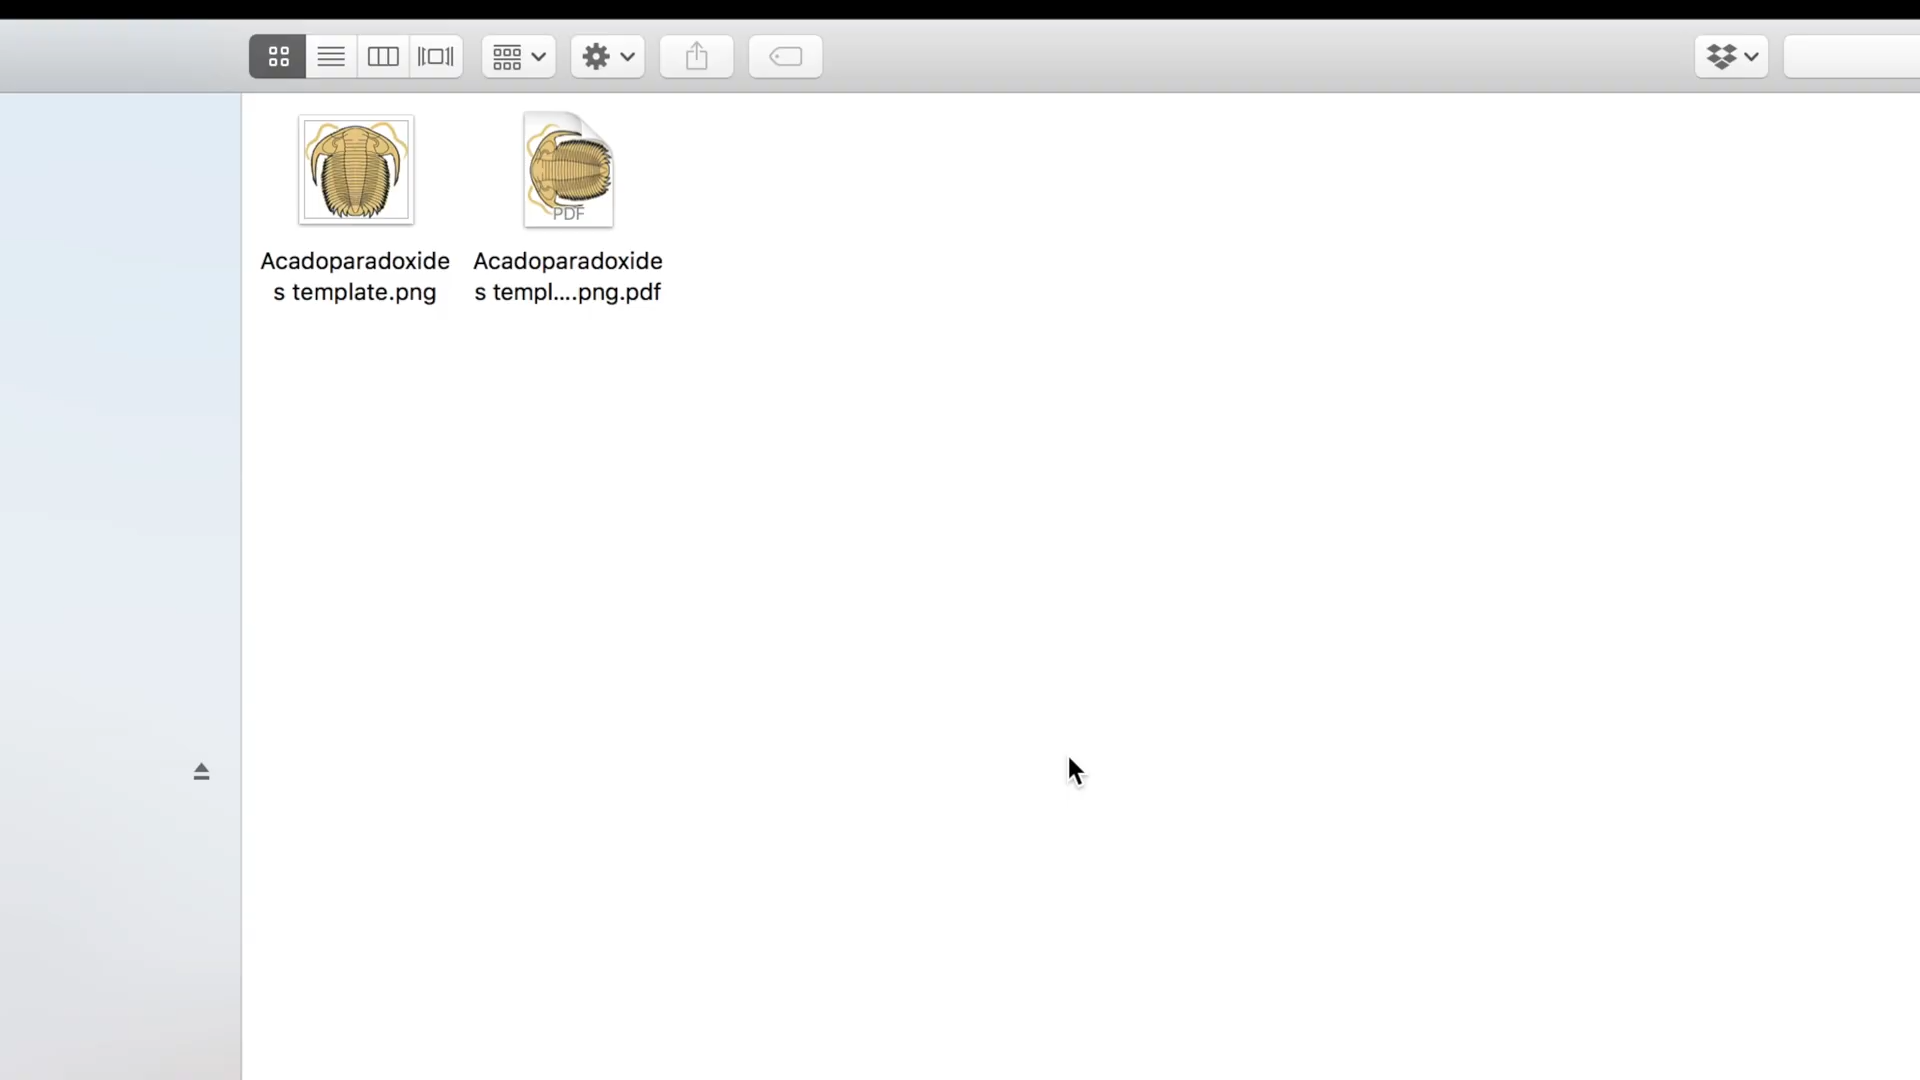 PDF
Acadoparadoxide
s template.png
Acadoparadoxide
s templ....png.pdf